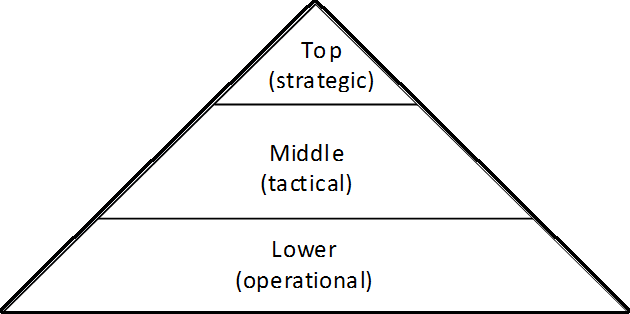 Top
(strategic)
Middle
(tactical)
Lower
(operational)